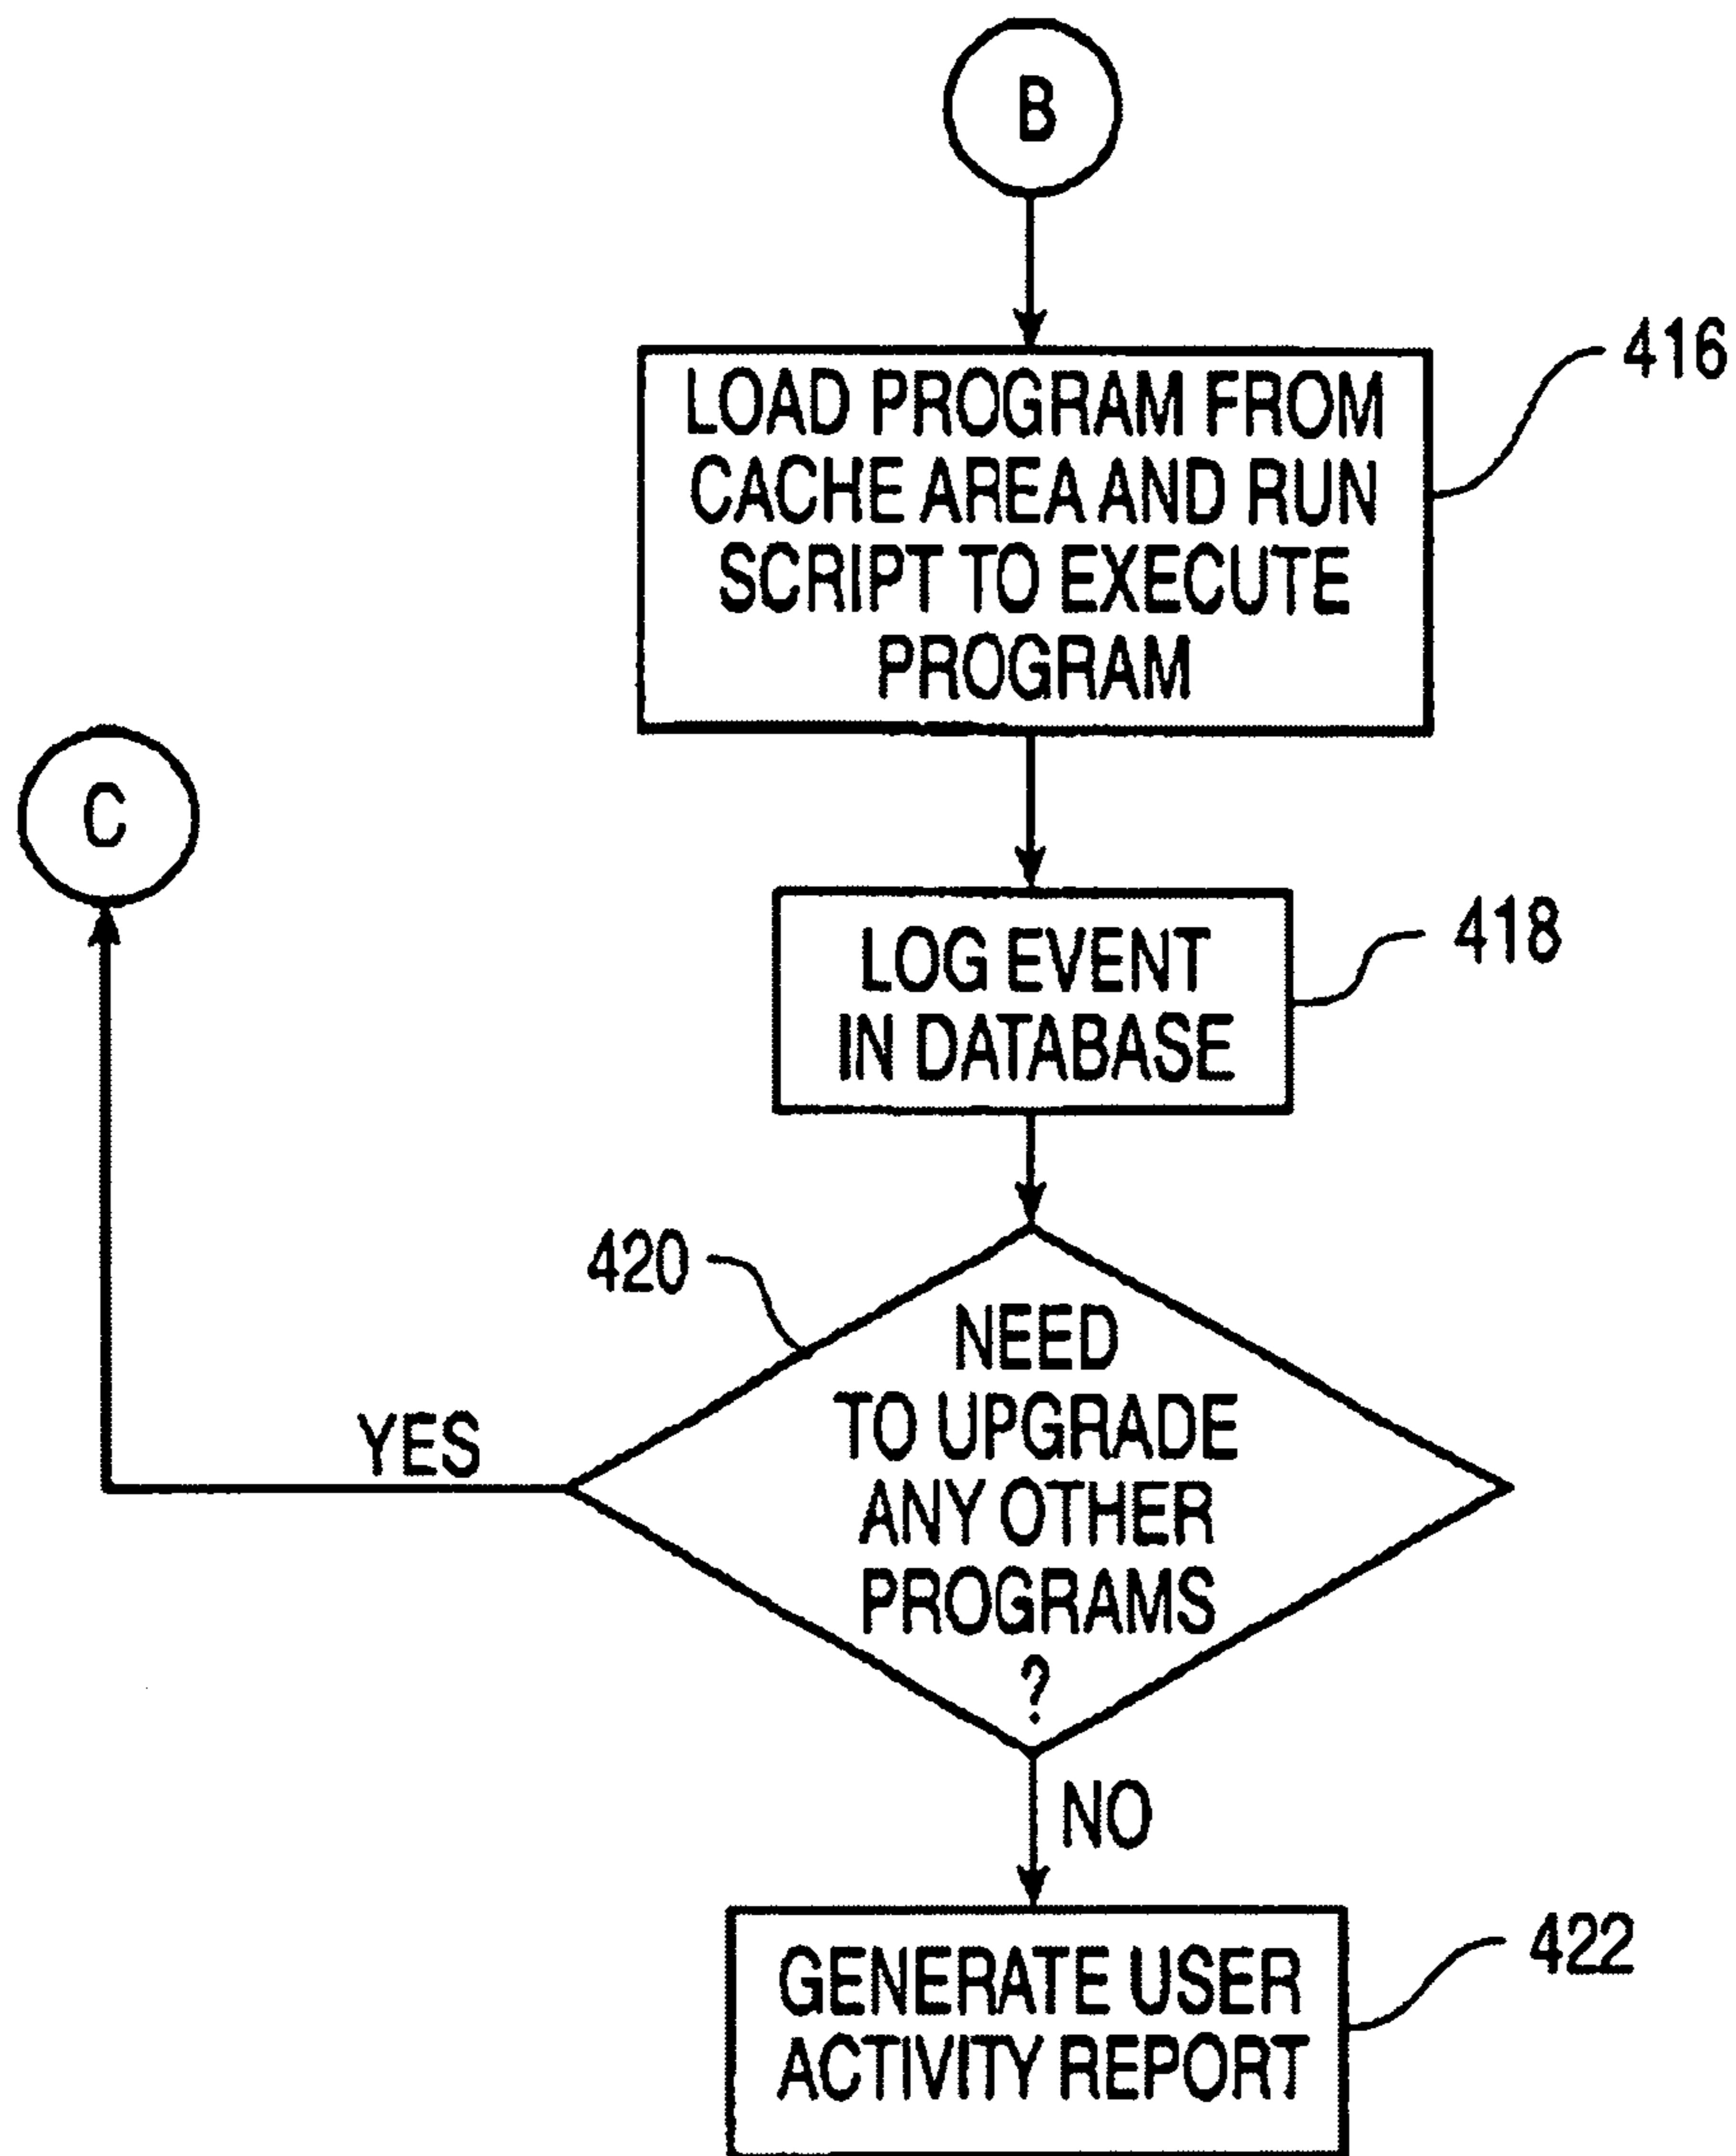 B
416
LOAD PROGRAM FROM
CACHE AREA AND RUN
SCRIPT TO EXECUTE
PROGRAM
C
418
LOG EVENT
IN DATABASE
420
NEED
TO UPGRADE
ANY OTHER
PROGRAMS
?
YES
NO
422
GENERATE USER
ACTIVITY REPORT